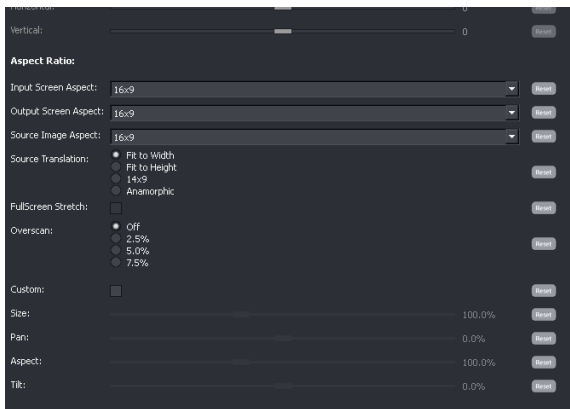 Horizontal: 0 Reset
Vertical: 0 Reset
Aspect Ratio:
Input Screen Aspect: 16x9 Reset
Output Screen Aspect: 16x9 Reset
Source Image Aspect: 16x9 Reset
Source Translation: Fit to Width
Fit to Height
Reset
14x9
Anamorphic
FullScreen Stretch: Reset
Overscan: Off
2.5%
Reset
5.0%
7.5%
Custom: Reset
Size: 100.0% Reset
Pan: 0.0% Reset
Aspect: 100.0% Reset
Tilt: 0.0% Reset